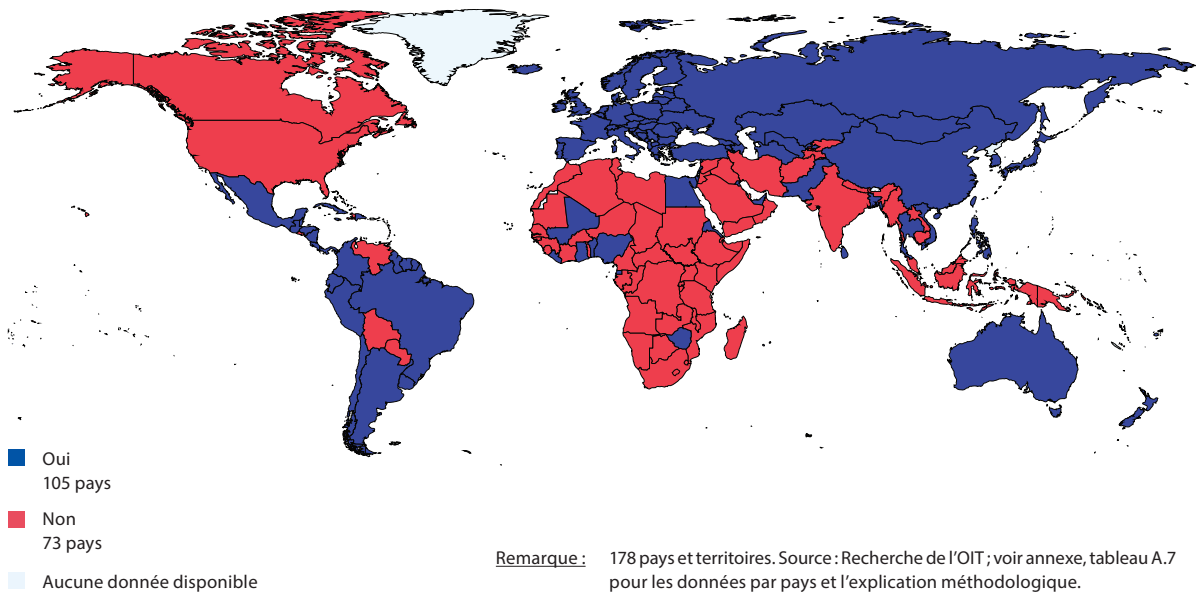 Oui
105 pays
Non
73 pays
Aucune donnée disponible
Remarque : 178 pays et territoires. Source : Recherche de l'OIT ; voir annexe, tableau A.7
pour les données par pays et l'explication méthodologique.